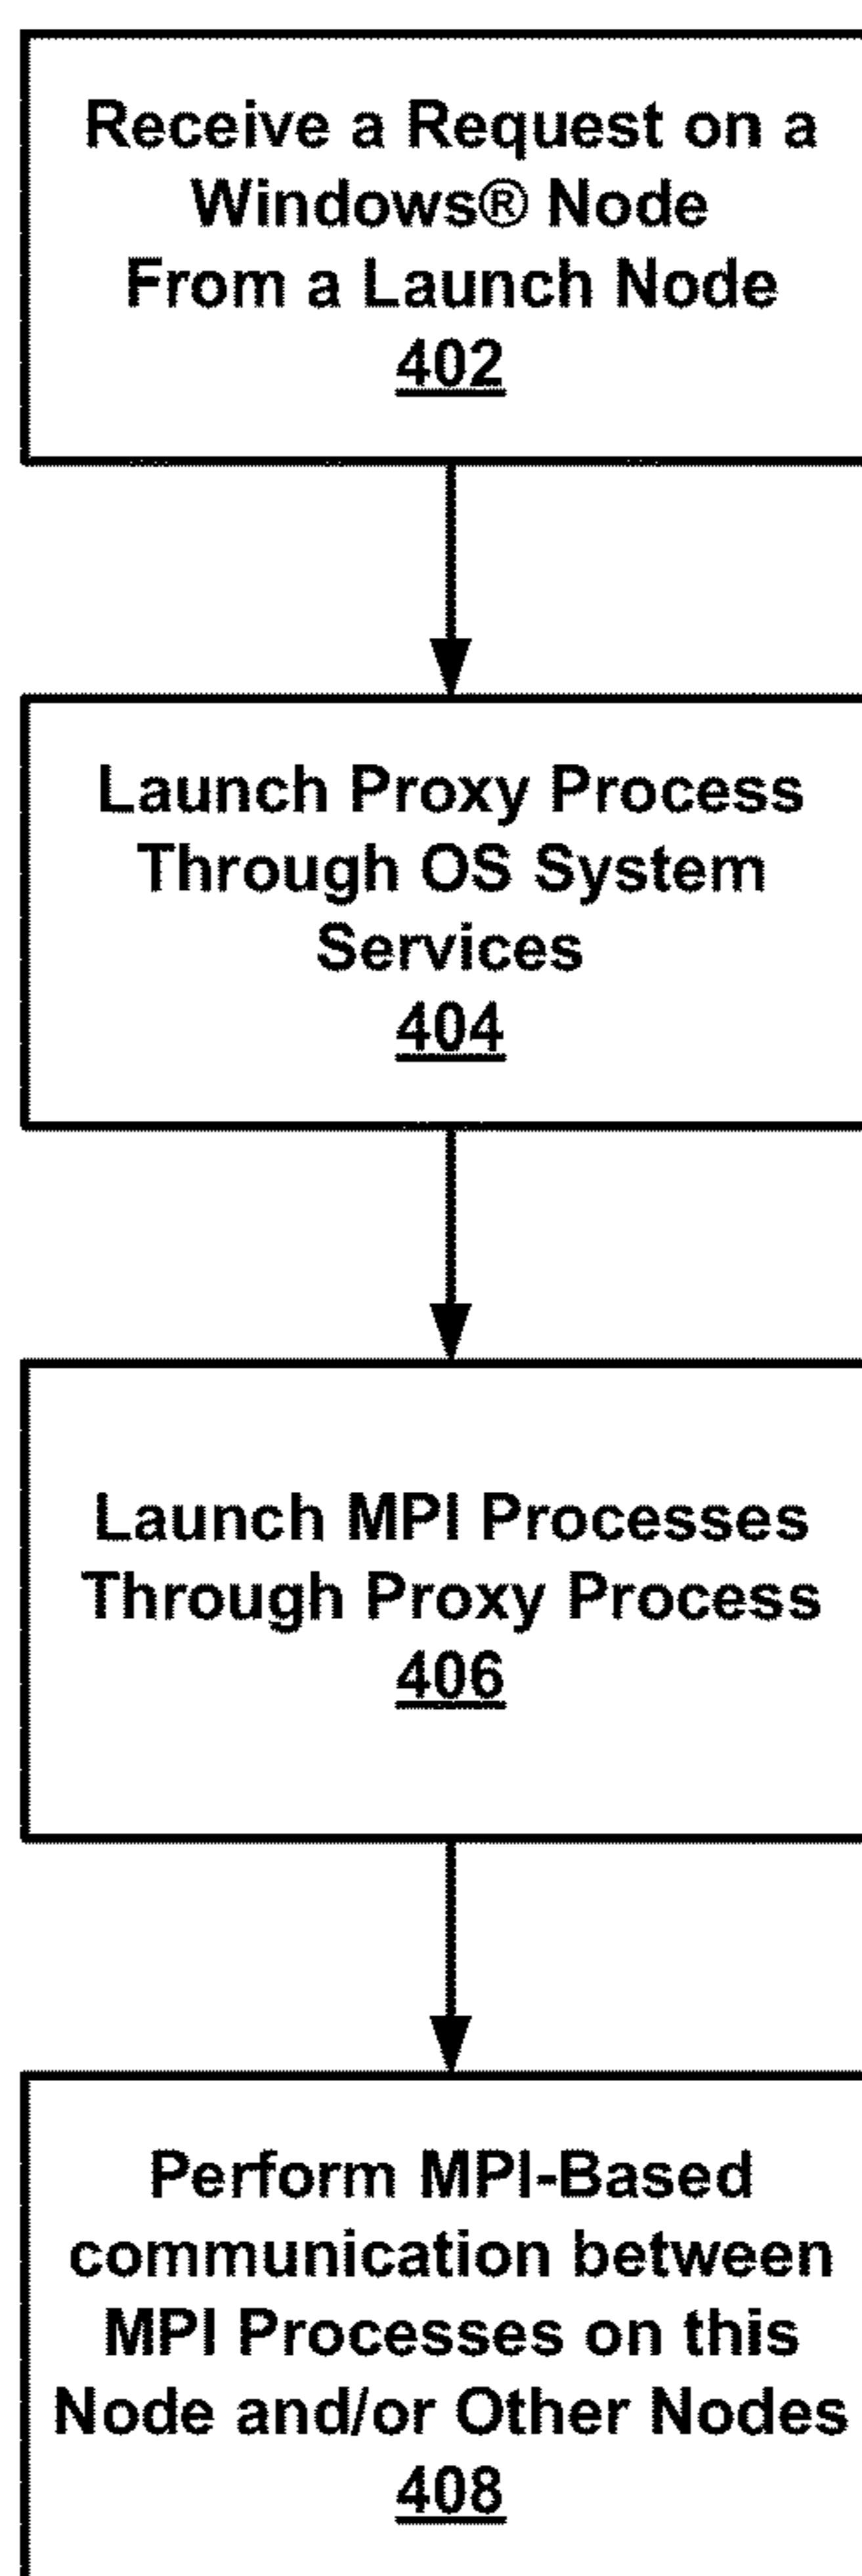 Receive a Request on a
Windows® Node
From a Launch Node
402
Launch Proxy Process
Through OS System
Services
404
Launch MPI Processes
Through Proxy Process
406
Perform MPI-Based
communication between
MPI Processes on this
Node and/or Other Nodes
408